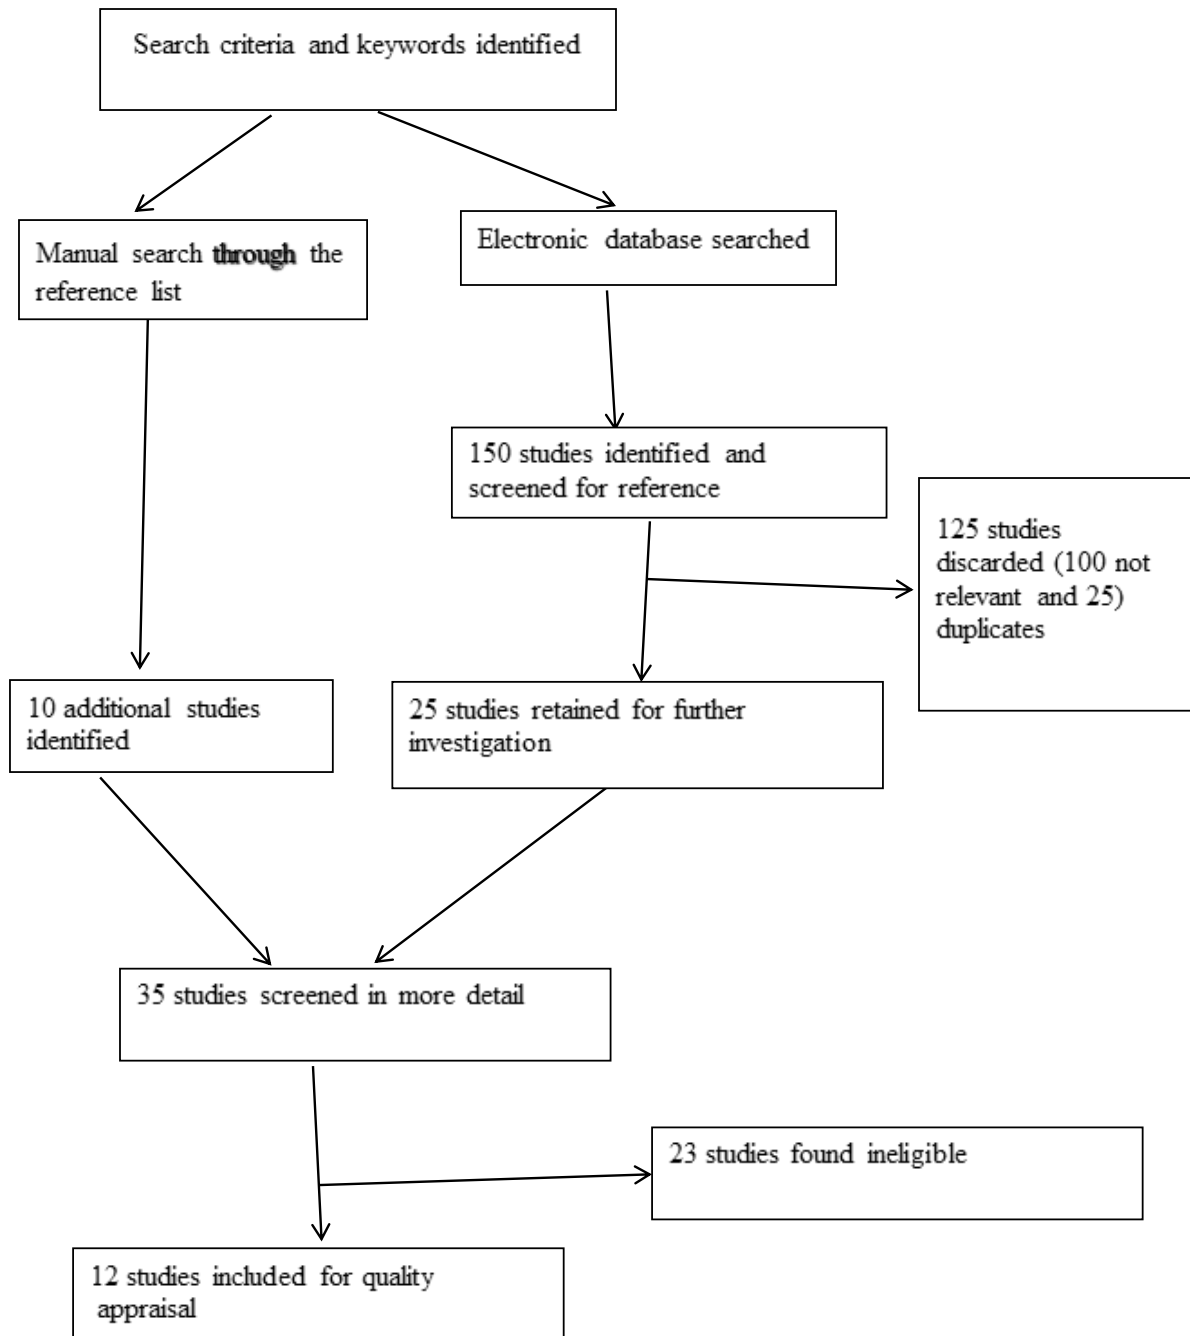 Search criteria and keywords identified
Manual search through the
reference list
Electronic database searched
150 studies identified and
screened for reference
125 studies
discarded (100 not
relevant and 25)
duplicates
10 additional studies
identified
25 studies retained for further
investigation
35 studies screened in more detail
23 studies found ineligible
12 studies included for quality
appraisal